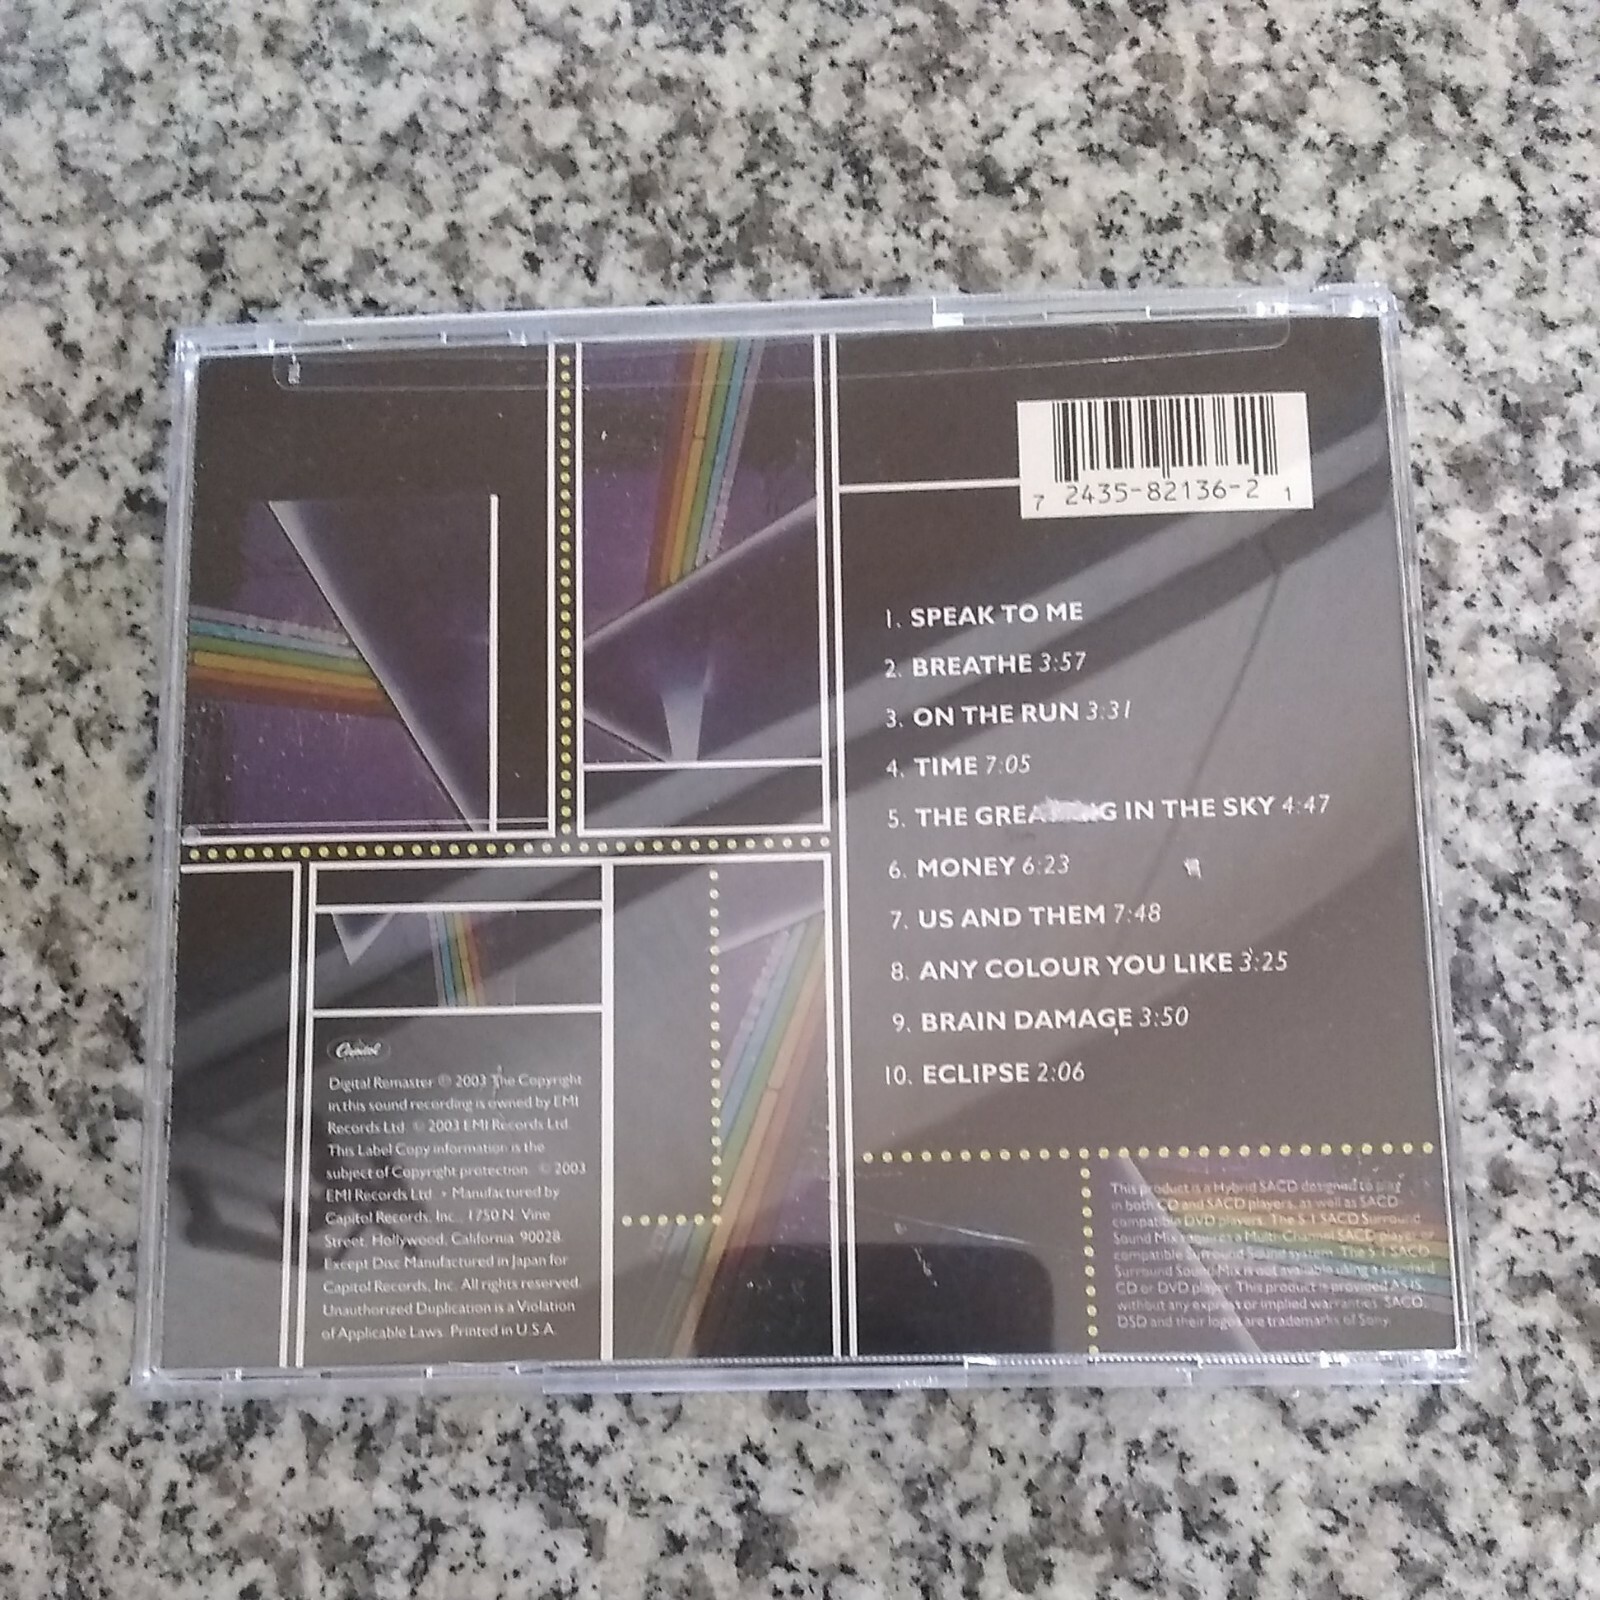 7 2435-82136-2 1
1. SPEAK TO ME
2. BREATHE 3:57
3. ON THE RUN 3:31
4. TIME 7:05
5. THE GREA G IN THE SKY 4:47
6. MONEY 6:23
7. US AND THEM 7:48
8. ANY COLOUR YOU LIKE 3:25
9. BRAIN DAMAGE 3:50
10. ECLIPSE 2:06
Capitol
Digital Remaster ℗ 2003 The Copyright
in this sound recording is owned by EMI
Records Ltd. © 2003 EMI Records Ltd.
This Label Copy information is the
subject of Copyright protection. © 2003
EMI Records Ltd • Manufactured by
Capitol Records, Inc., 1750 N. Vine
Street, Hollywood, California 90028.
Except Disc Manufactured in Japan for
Capitol Records, Inc. All rights reserved.
Unauthorized Duplication is a Violation
of Applicable Laws. Printed in U.S.A.
This product is a Hybrid SACD designed to play
in both CD and SACD players, as well as SACD
compatible DVD players. The 5.1 SACD Surround
Sound Mix requires a Multi-Channel SACD player or
compatible Surround Sound system. The 5.1 SACD
Surround Sound Mix is not available using a standard
CD or DVD player. This product is provided AS IS,
without any express or implied warranties. SACD,
DSD and their logos are trademarks of Sony.